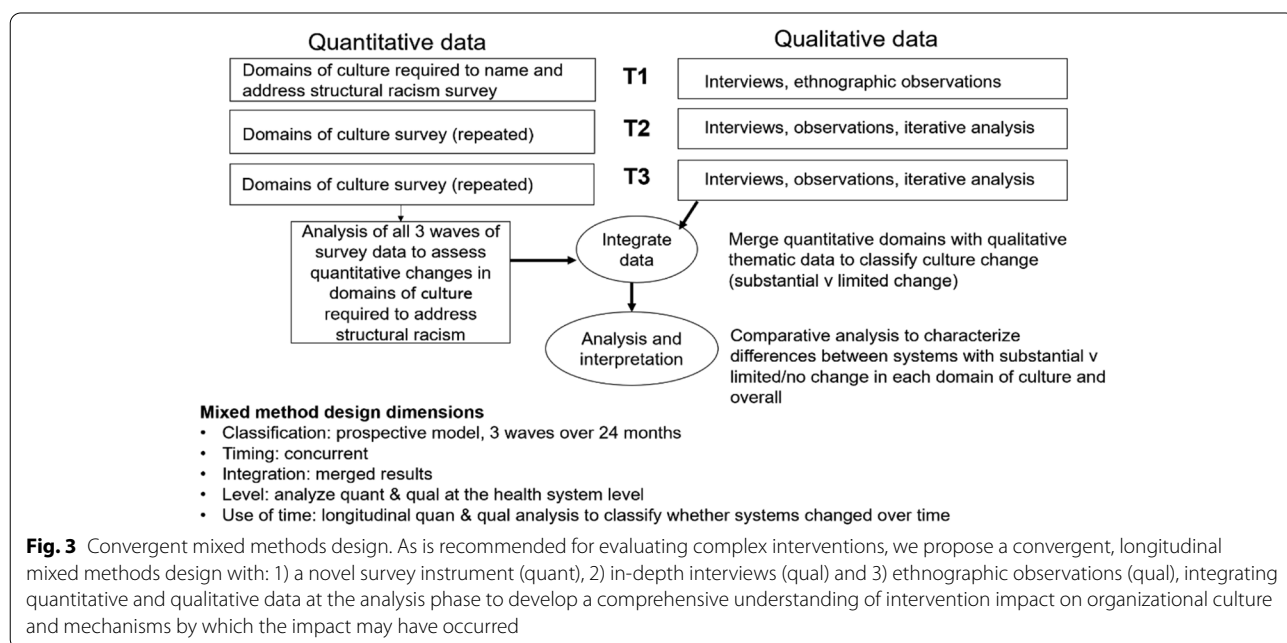 Quantitative data
Qualitative data
Domains of culture required to name and
address structural racism survey
T1
Interviews, ethnographic observations
Domains of culture survey (repeated)
T2
Interviews, observations, iterative analysis
Domains of culture survey (repeated)
T3
Interviews, observations, iterative analysis
Analysis of all 3 waves of
survey data to assess
quantitative changes in
domains of culture
required to address
structural racism
Integrate
data
Merge quantitative domains with qualitative
thematic data to classify culture change
(substantial v limited change)
Analysis and
interpretation
Comparative analysis to characterize
differences between systems with substantial v
limited/no change in each domain of culture and
overall
Mixed method design dimensions
• Classification: prospective model, 3 waves over 24 months
• Timing: concurrent
• Integration: merged results
• Level: analyze quant & qual at the health system level
• Use of time: longitudinal quan & qual analysis to classify whether systems changed over time
Fig. 3 Convergent mixed methods design. As is recommended for evaluating complex interventions, we propose a convergent, longitudinal
mixed methods design with: 1) a novel survey instrument (quant), 2) in-depth interviews (qual) and 3) ethnographic observations (qual), integrating
quantitative and qualitative data at the analysis phase to develop a comprehensive understanding of intervention impact on organizational culture
and mechanisms by which the impact may have occurred